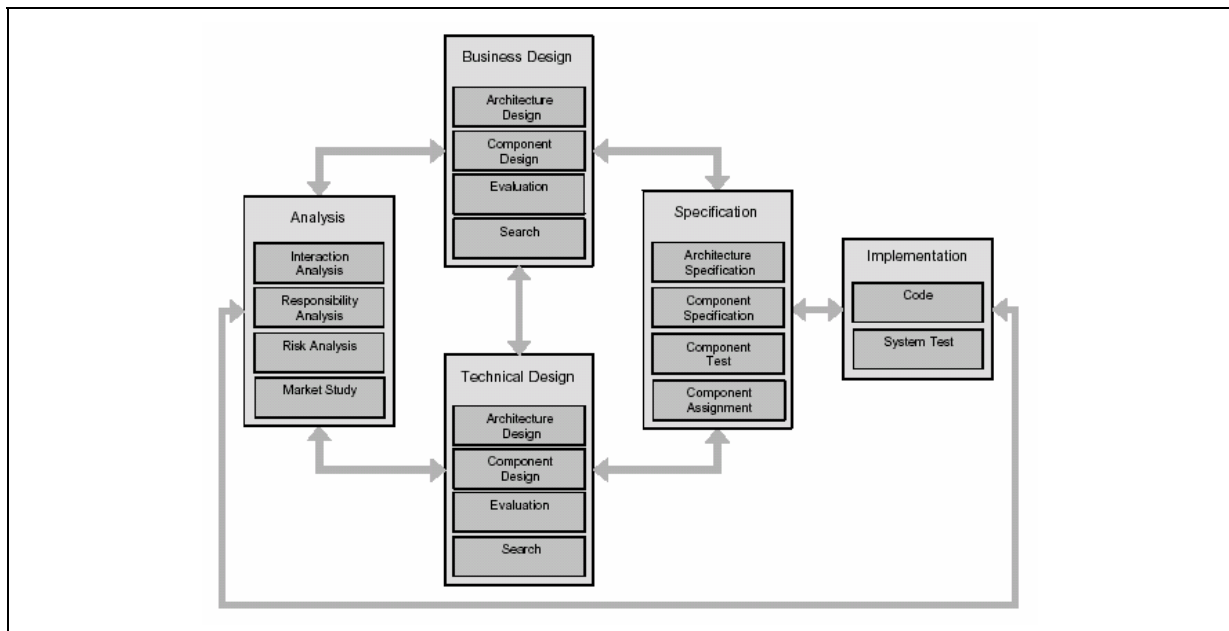 Business Design
Architecture
Design
Component
Design
Evaluation
Search
Analysis
Interaction
Analysis
Responsibility
Analysis
Risk Analysis
Market Study
Technical Design
Architecture
Design
Component
Design
Evaluation
Search
Specification
Architecture
Specification
Component
Specification
Component
Test
Component
Assignment
Implementation
Code
System Test